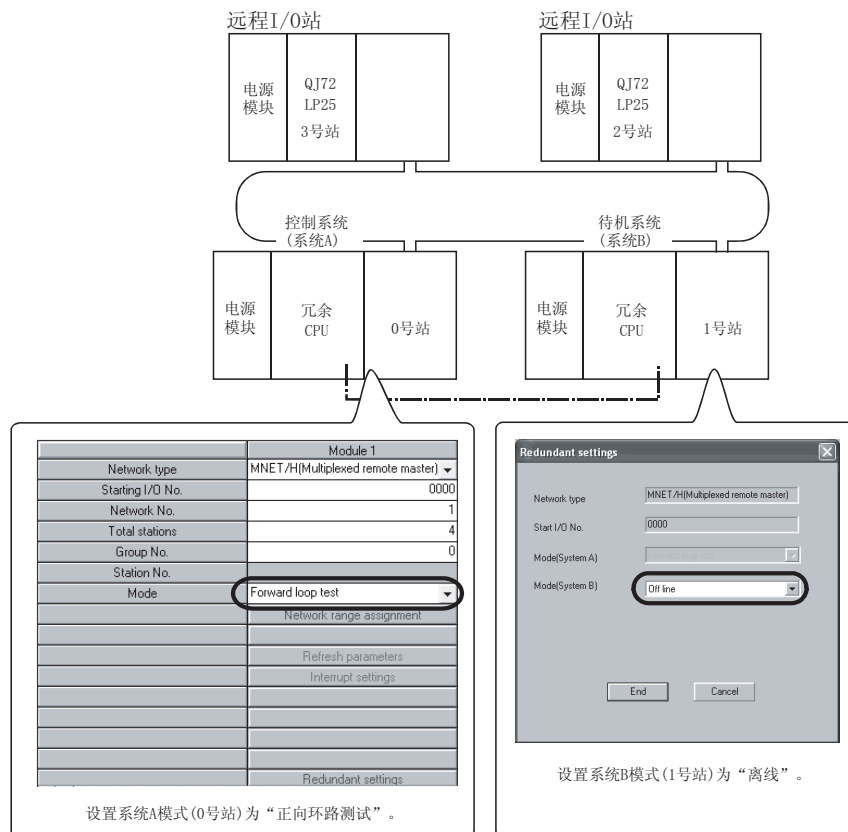 远程I/O站
远程I/O站
电源
模块
QJ72
LP25
3号站
电源
模块
QJ72
LP25
2号站
控制系统
(系统A)
待机系统
(系统B)
电源
模块
冗余
CPU
0号站
电源
模块
冗余
CPU
1号站
Module 1
Network type
MNET/H(Multiplexed remote master)
Starting I/O No.
0000
Network No.
1
Total stations
4
Group No.
0
Station No.
Mode
Forward loop test
Network range assignment
Refresh parameters
Interrupt settings
Redundant settings
设置系统A模式(0号站)为“正向环路测试”。
Redundant settings
Network type
MNET/H(Multiplexed remote master)
Start I/O No.
0000
Mode(System A)
Forward loop test
Mode(System B)
Off line
End
Cancel
设置系统B模式(1号站)为“离线”。